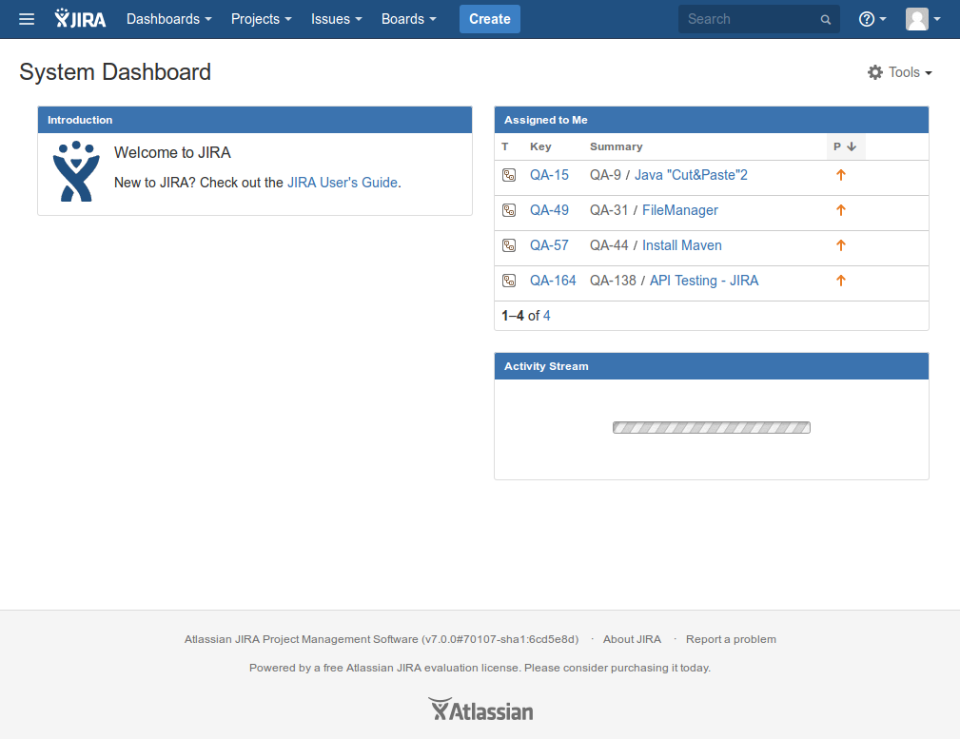 JIRA Dashboards Projects Issues Boards Create Search
System Dashboard
Tools
Introduction
Welcome to JIRA
New to JIRA? Check out the JIRA User's Guide.
Assigned to Me
T Key Summary P
QA-15 QA-9 / Java "Cut&Paste"2
QA-49 QA-31 / FileManager
QA-57 QA-44 / Install Maven
QA-164 QA-138 / API Testing - JIRA
1–4 of 4
Activity Stream
Atlassian JIRA Project Management Software (v7.0.0#70107-sha1:6cd5e8d) · About JIRA · Report a problem
Powered by a free Atlassian JIRA evaluation license. Please consider purchasing it today.
Atlassian